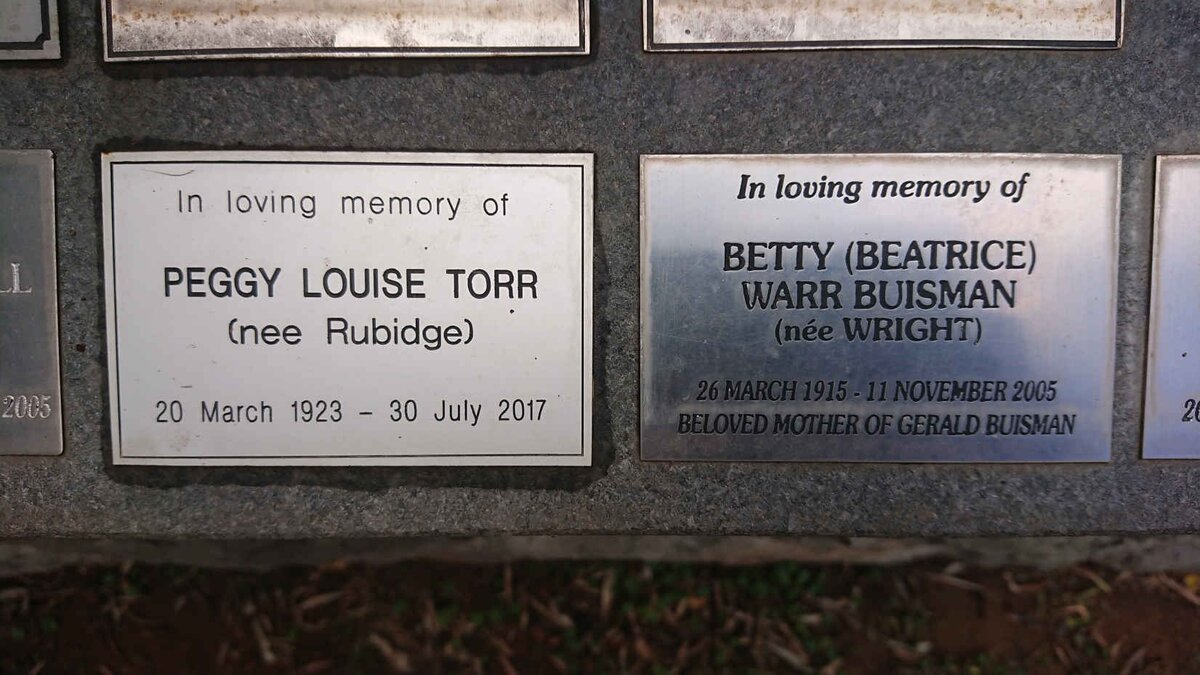 In loving memory of
PEGGY LOUISE TORR
(nee Rubidge)
20 March 1923 – 30 July 2017
In loving memory of
BETTY (BEATRICE)
WARR BUISMAN
(née WRIGHT)
26 MARCH 1915 - 11 NOVEMBER 2005
BELOVED MOTHER OF GERALD BUISMAN
2005